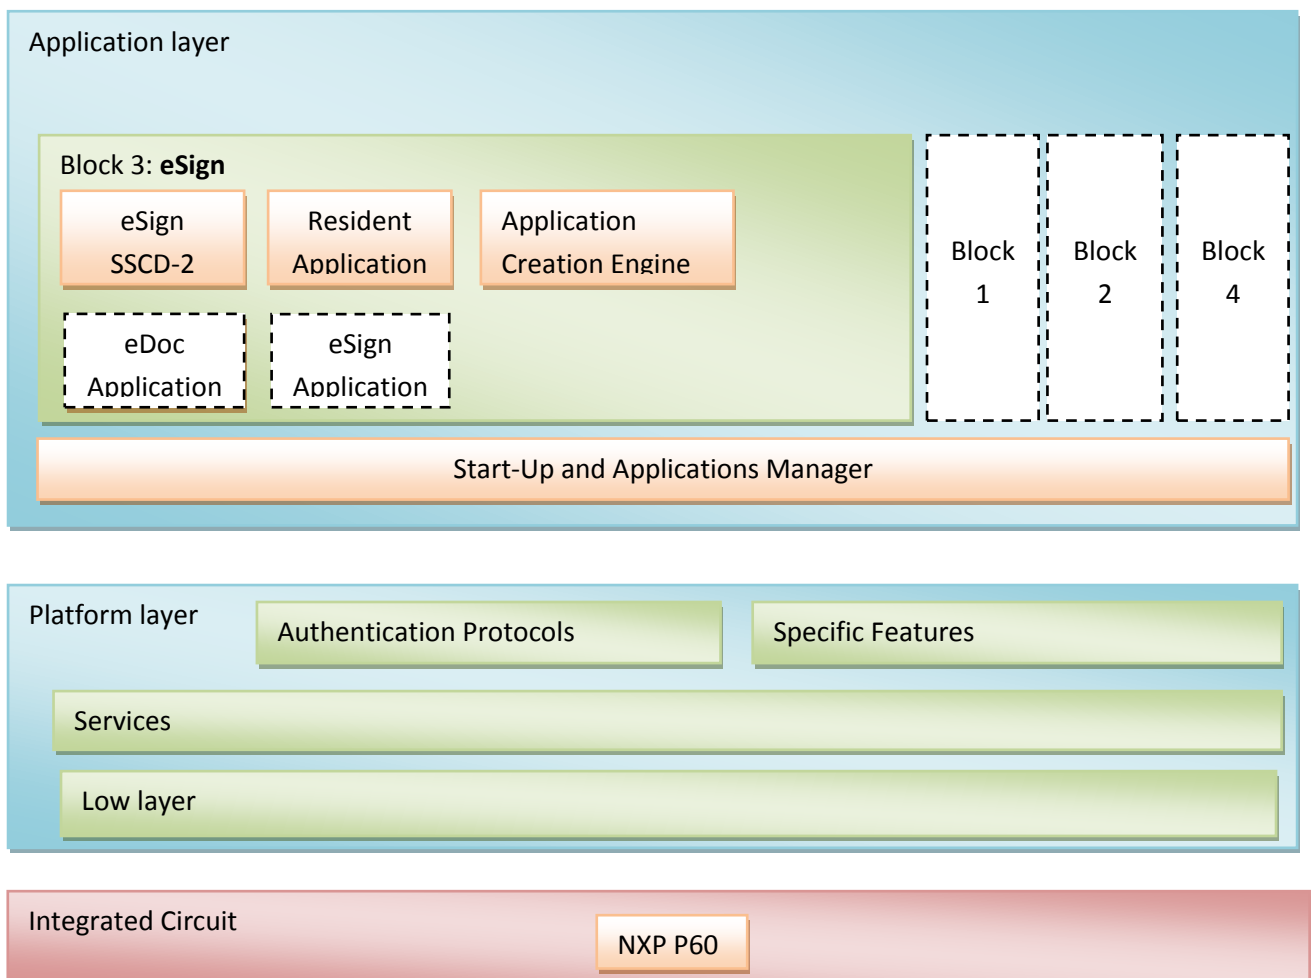 Application layer
Block 3: eSign
eSign
SSCD-2
Resident
Application
Application
Creation Engine
eDoc
Application
eSign
Application
Block
1
Block
2
Block
4
Start-Up and Applications Manager
Platform layer
Authentication Protocols
Specific Features
Services
Low layer
Integrated Circuit
NXP P60